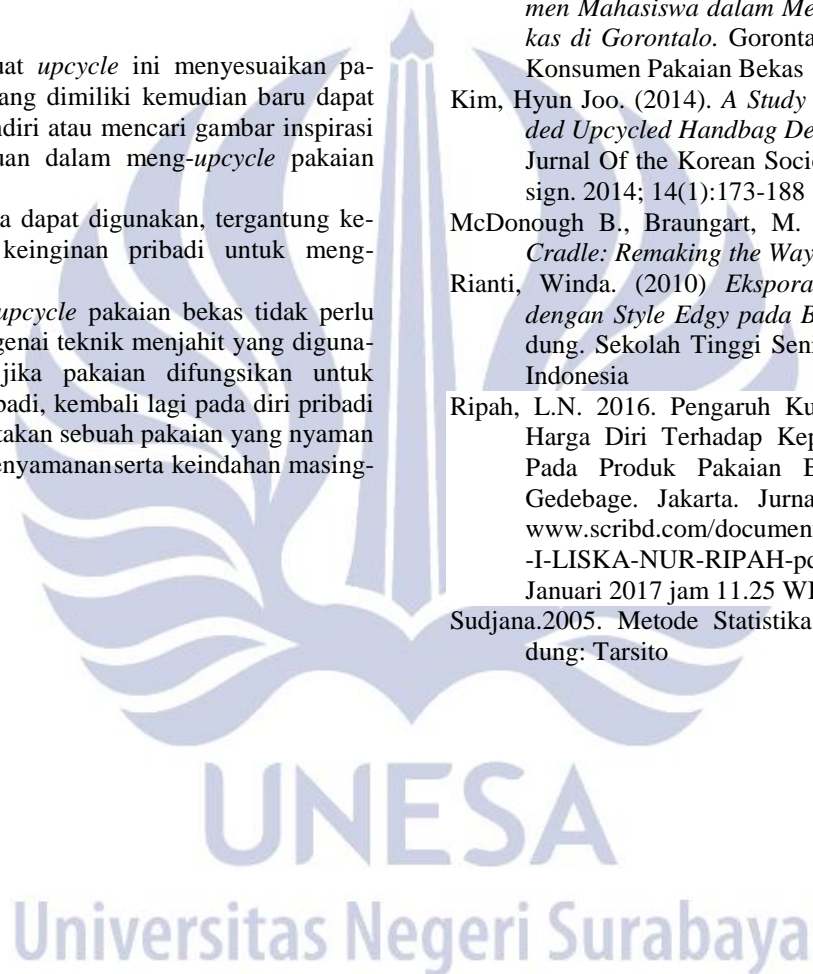 uat upcycle ini menyesuaikan pa-
ang dimiliki kemudian baru dapat
ndiri atau mencari gambar inspirasi
uan dalam meng-upcycle pakaian
a dapat digunakan, tergantung ke-
keinginan pribadi untuk meng-
upcycle pakaian bekas tidak perlu
genai teknik menjahit yang diguna-
jika pakaian difungsikan untuk
badi, kembali lagi pada diri pribadi
takan sebuah pakaian yang nyaman
enyamananserta keindahan masing-
men Mahasiswa dalam Me
kas di Gorontalo. Goronta
Konsumen Pakaian Bekas
Kim, Hyun Joo. (2014). A Study
ded Upcycled Handbag De
Jurnal Of the Korean Socie
sign. 2014; 14(1):173-188
McDonough B., Braungart, M.
Cradle: Remaking the Way
Rianti, Winda. (2010) Ekspora
dengan Style Edgy pada B
dung. Sekolah Tinggi Seni
Indonesia
Ripah, L.N. 2016. Pengaruh Ku
Harga Diri Terhadap Kep
Pada Produk Pakaian B
Gedebage. Jakarta. Jurna
www.scribd.com/document
-I-LISKA-NUR-RIPAH-pd
Januari 2017 jam 11.25 WI
Sudjana.2005. Metode Statistika
dung: Tarsito
UNESA
Universitas Negeri Surabaya